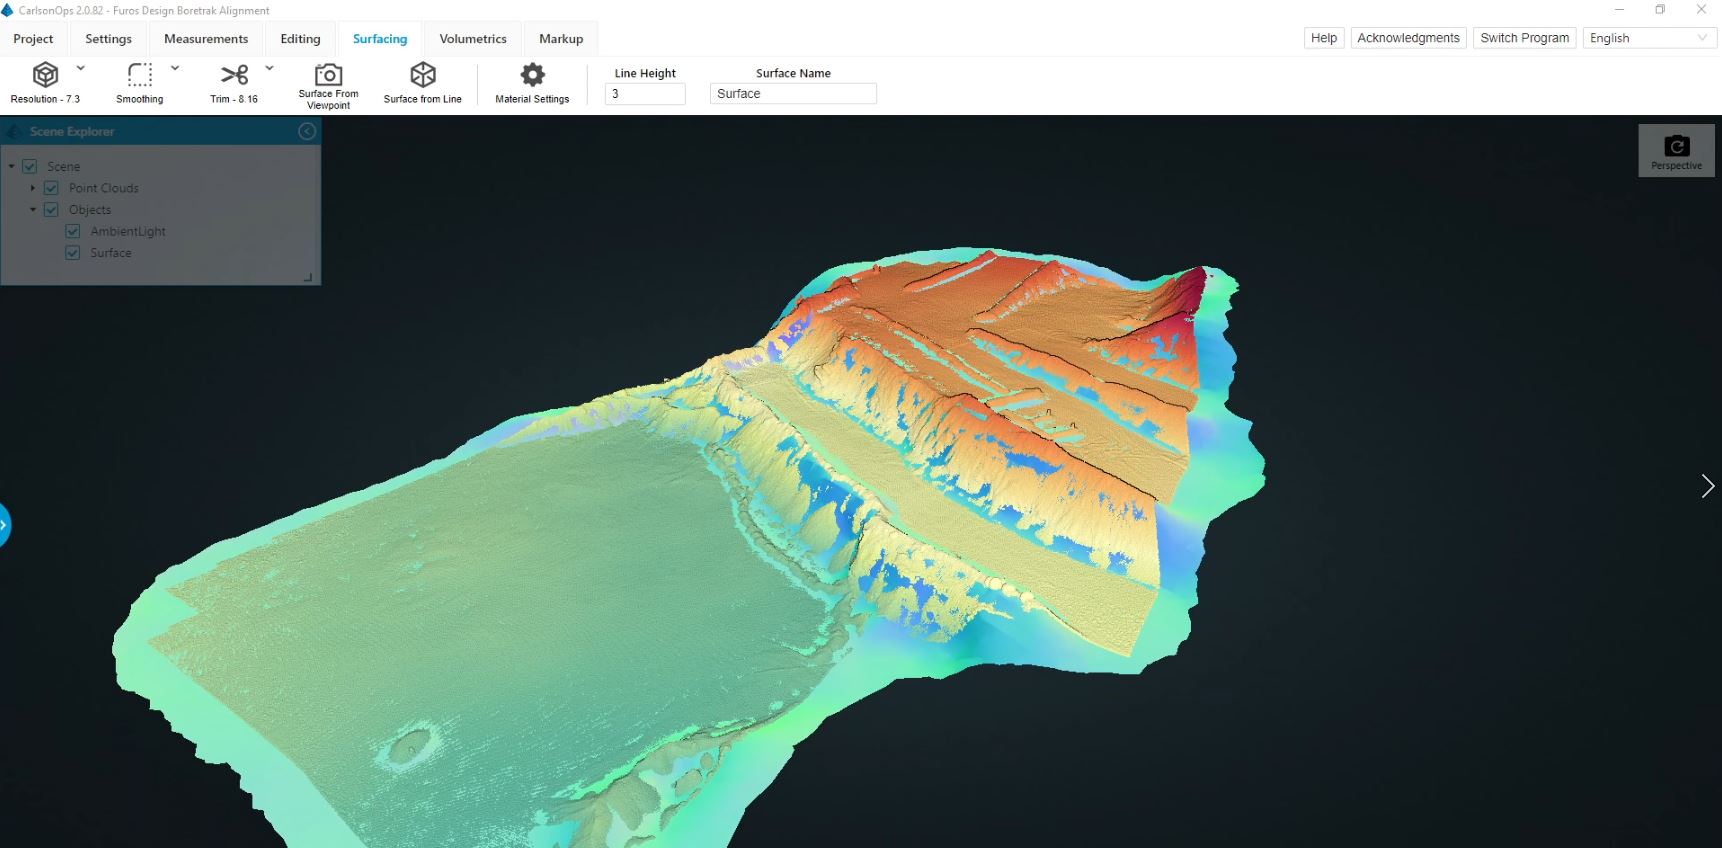 CarlsonOps 2.0.82 - Furos Design Boretrak Alignment
Project
Settings
Measurements
Editing
Surfacing
Volumetrics
Markup
Help
Acknowledgments
Switch Program
English
Resolution - 7.3
Smoothing
Trim - 8.16
Surface From
Viewpoint
Surface from Line
Material Settings
Line Height
3
Surface Name
Surface
Scene Explorer
Scene
Point Clouds
Objects
AmbientLight
Surface
Perspective